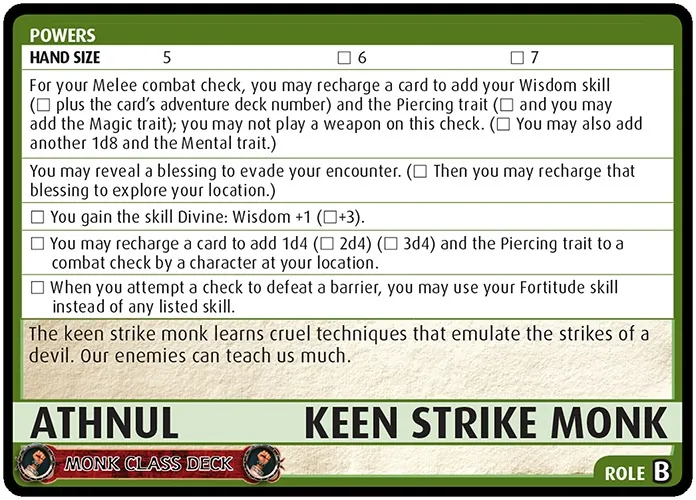 POWERS
HAND SIZE 5 ☐ 6 ☐ 7
For your Melee combat check, you may recharge a card to add your Wisdom skill
(☐ plus the card’s adventure deck number) and the Piercing trait (☐ and you may
add the Magic trait); you may not play a weapon on this check. (☐ You may also add
another 1d8 and the Mental trait.)
You may reveal a blessing to evade your encounter. (☐ Then you may recharge that
blessing to explore your location.)
☐ You gain the skill Divine: Wisdom +1 (☐+3).
☐ You may recharge a card to add 1d4 (☐ 2d4) (☐ 3d4) and the Piercing trait to a
combat check by a character at your location.
☐ When you attempt a check to defeat a barrier, you may use your Fortitude skill
instead of any listed skill.
The keen strike monk learns cruel techniques that emulate the strikes of a
devil. Our enemies can teach us much.
ATHNUL KEEN STRIKE MONK
MONK CLASS DECK
ROLE B